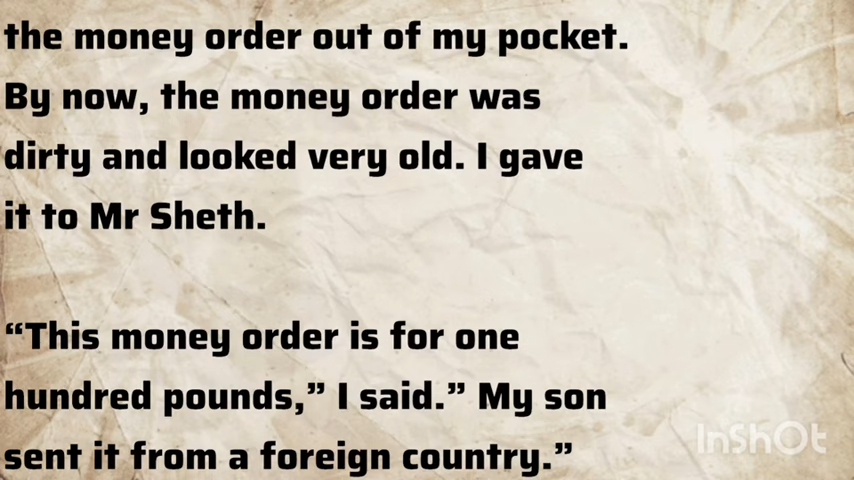 the money order out of my pocket.
By now, the money order was
dirty and looked very old. I gave
it to Mr Sheth.
“This money order is for one
hundred pounds,” I said.” My son
sent it from a foreign country.”
InShOt